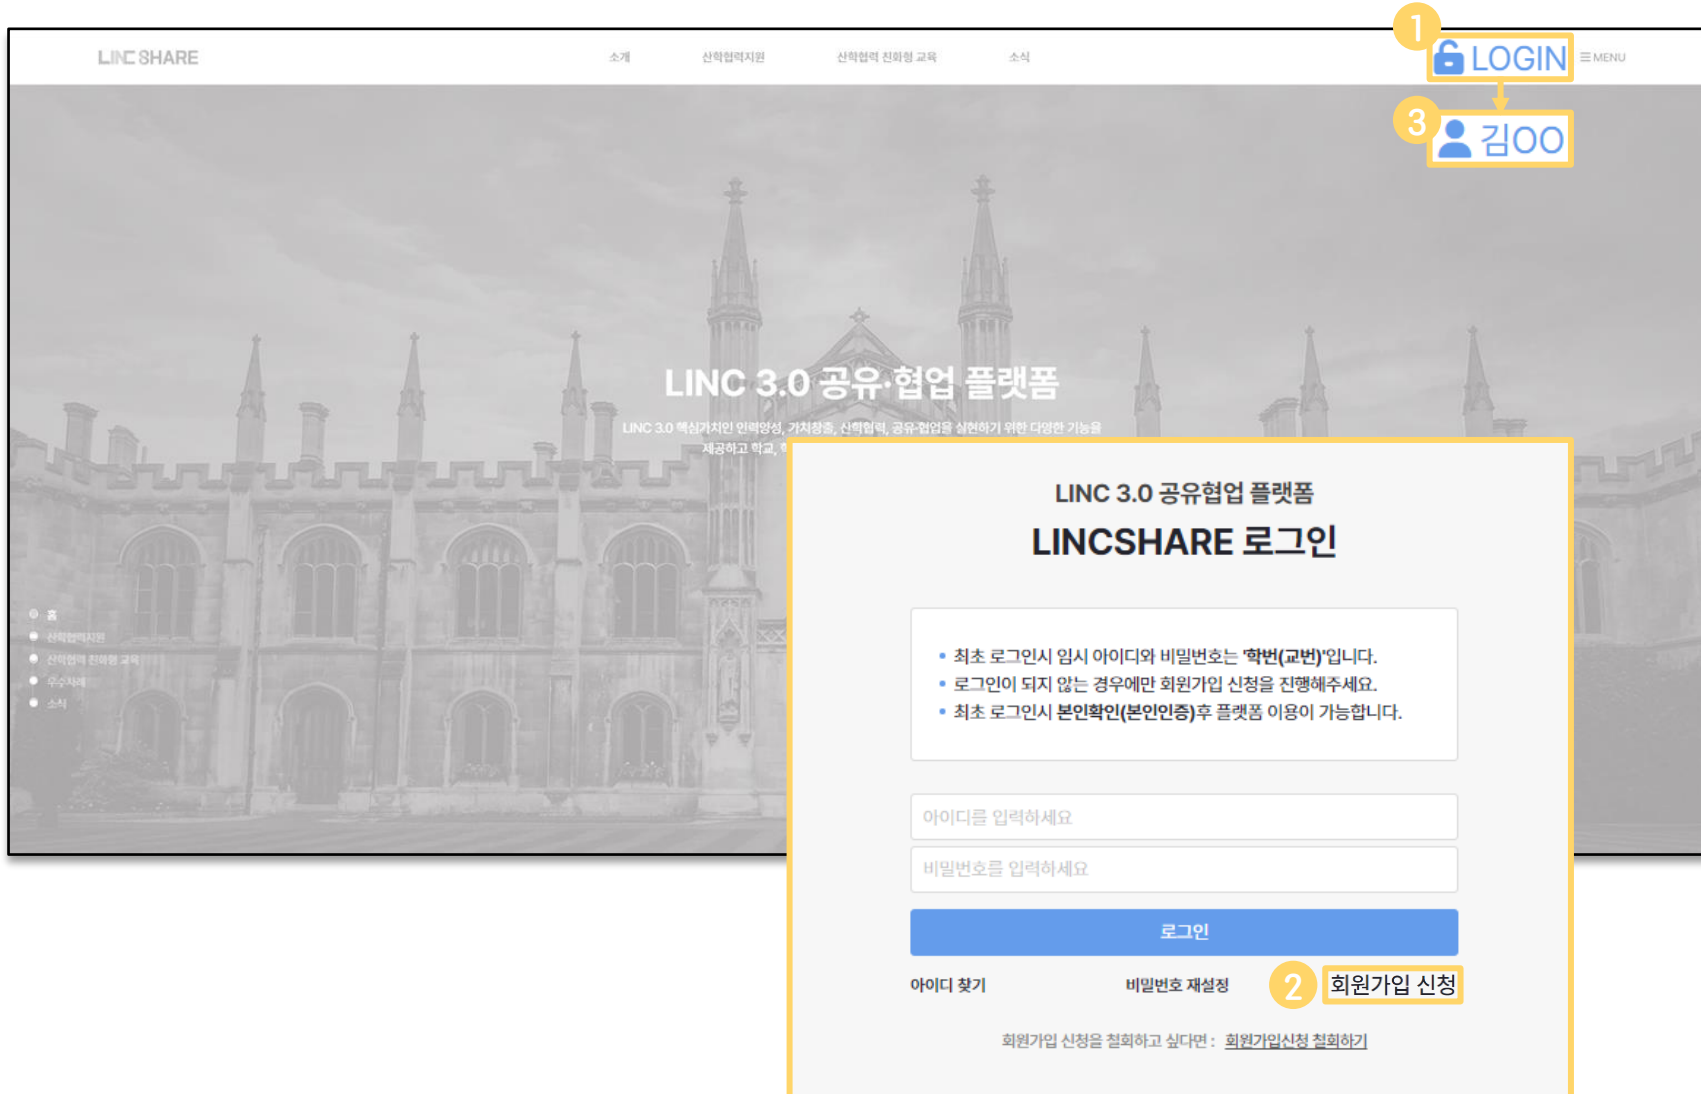 1
LINC SHARE
소개
산학협력지원
산학협력 친화형 교육
소식
LOGIN
MENU
3
김OO
LINC 3.0 공유·협업 플랫폼
LINC 3.0 핵심가치인 인력양성, 가치창출, 산학협력, 공유·협업을 실현하기 위한 다양한 기능을
제공하고 학교,
홈
산학협력지원
산학협력 친화형 교육
우수사례
소식
LINC 3.0 공유협업 플랫폼
LINCSHARE 로그인
• 최초 로그인시 임시 아이디와 비밀번호는 '학번(교번)'입니다.
• 로그인이 되지 않는 경우에만 회원가입 신청을 진행해주세요.
• 최초 로그인시 본인확인(본인인증)후 플랫폼 이용이 가능합니다.
아이디를 입력하세요
비밀번호를 입력하세요
로그인
아이디 찾기
비밀번호 재설정
2
회원가입 신청
회원가입 신청을 철회하고 싶다면 : 회원가입신청 철회하기